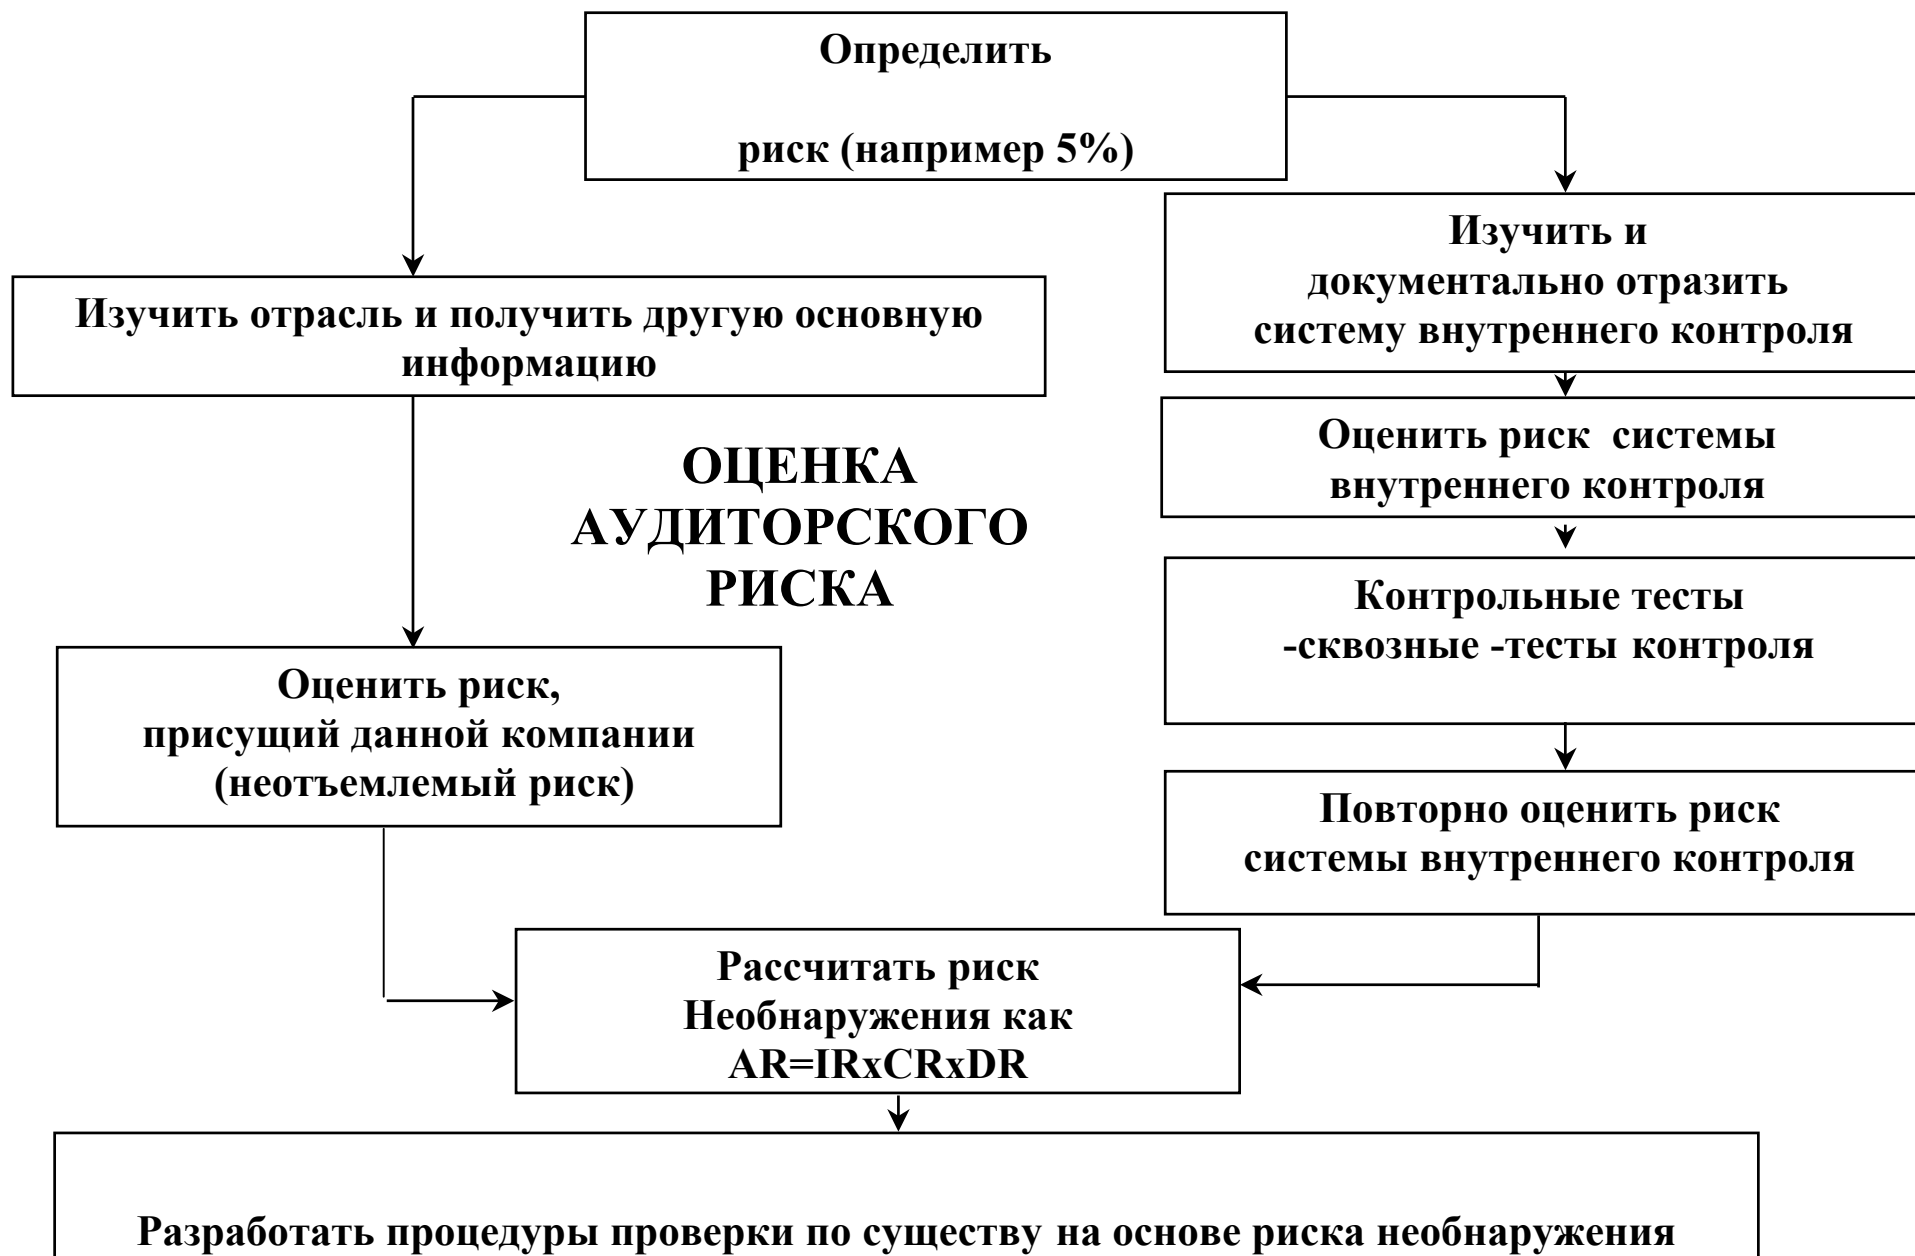 Определить
риск (например 5%)
Изучить и
документально отразить
систему внутреннего контроля
Изучить отрасль и получить другую основную
информацию
Оценить риск системы
внутреннего контроля
ОЦЕНКА
АУДИТОРСКОГО
РИСКА
Контрольные тесты
-сквозные -тесты контроля
Оценить риск,
присущий данной компании
(неотъемлемый риск)
Повторно оценить риск
системы внутреннего контроля
Рассчитать риск
Необнаружения как
AR=IRxCRxDR
Разработать процедуры проверки по существу на основе риска необнаружения